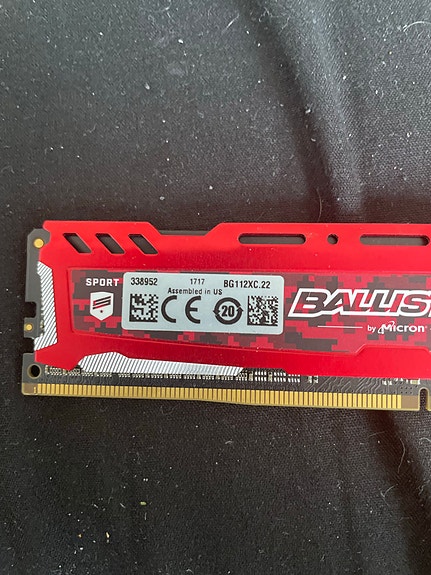 SPORT
338952 1717 BG112XC.22
Assembled in US
CE 20
BALLIS
by Micron